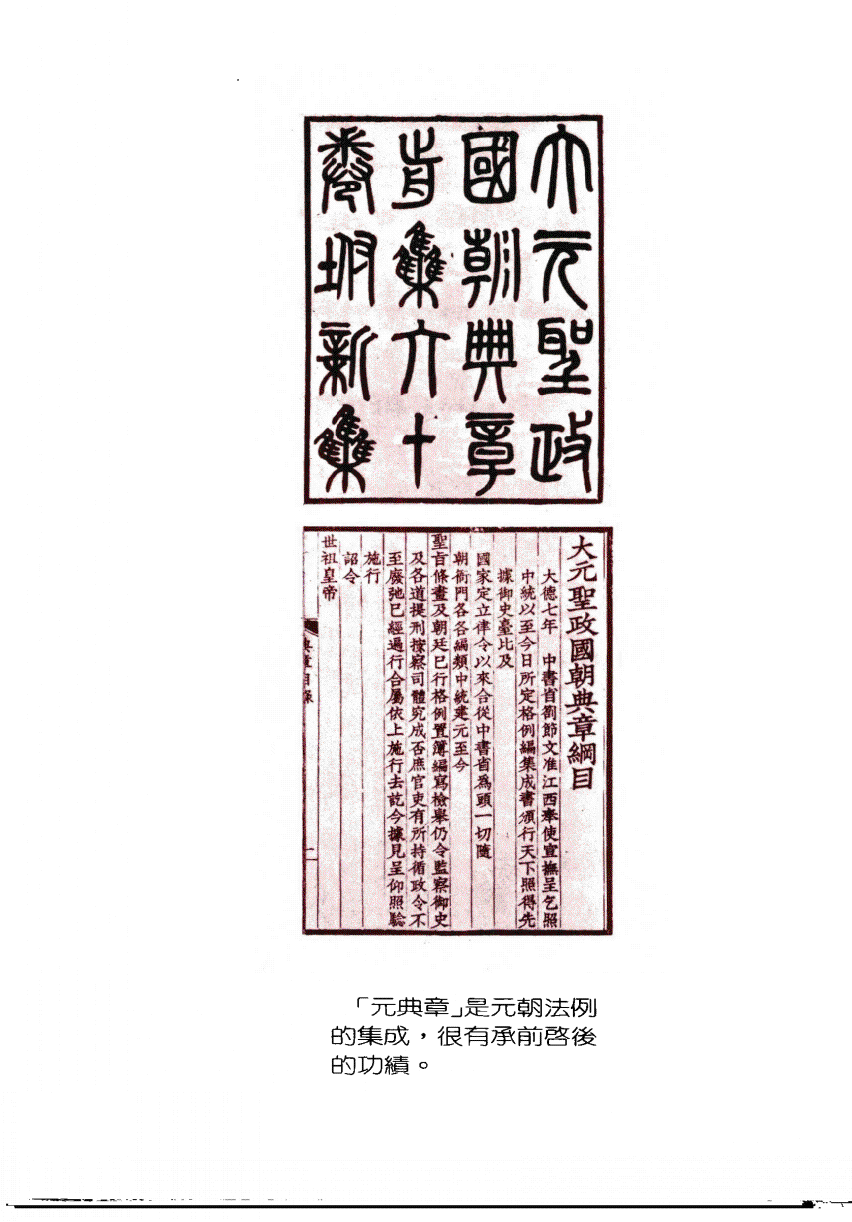 大元聖政
國朝典章
前集六十
卷坿新集
大元聖政國朝典章綱目
大德七年　中書省劄節文准江西奉使宣撫呈乞照
中統以至今日所定格例編集成書頒行天下照得先
據御史臺比及
國家定立律令以來合從中書省爲頭一切隨
朝衙門各各編類中統建元至今
聖旨條畫及朝廷已行格例置簿編寫檢舉仍令監察御史
及各道提刑按察司體究成否庶官吏有所持循政令不
至廢弛已經遍行合屬依上施行去訖今據見呈仰照驗
施行
詔令
世祖皇帝
典章目錄
一
「元典章」是元朝法例
的集成，很有承前啓後
的功績。